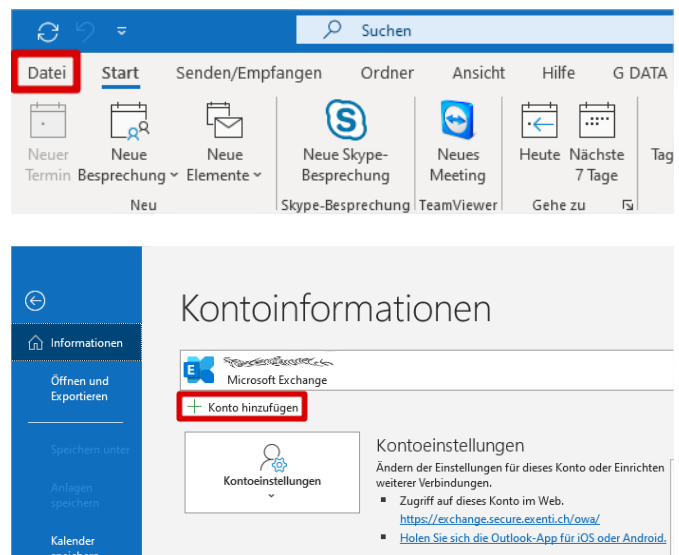 Suchen
Datei Start Senden/Empfangen Ordner Ansicht Hilfe G DATA
Neuer Termin
Neue Besprechung
Neue Elemente
Neue Skype-Besprechung
Neues Meeting
Heute
Nächste 7 Tage
Tag
Neu Skype-Besprechung TeamViewer Gehe zu
Kontoinformationen
Informationen
Öffnen und
Exportieren
Speichern unter
Anlagen
speichern
Kalender
speichern
E
Microsoft Exchange
Konto hinzufügen
Kontoeinstellungen
Kontoeinstellungen
Ändern der Einstellungen für dieses Konto oder Einrichten
weiterer Verbindungen.
Zugriff auf dieses Konto im Web.
https://exchange.secure.exenti.ch/owa/
Holen Sie sich die Outlook-App für iOS oder Android.